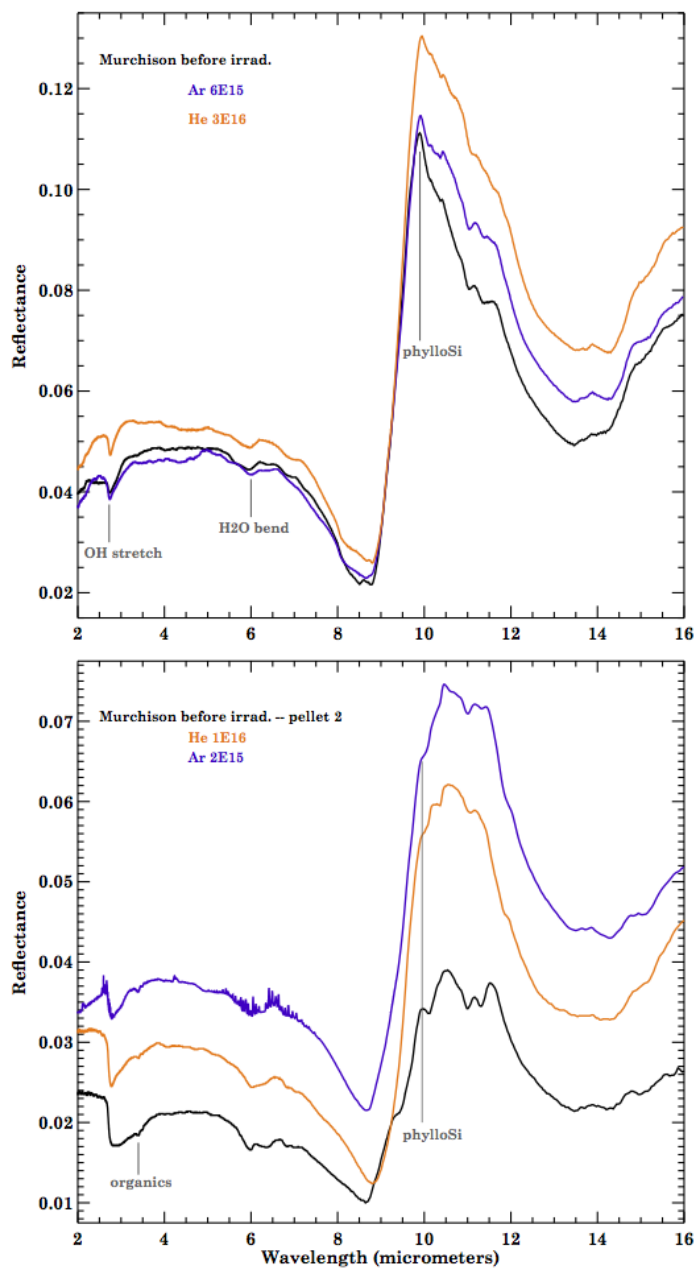 0.12
0.10
0.08
0.06
0.04
0.02
Reflectance
Murchison before irrad.
Ar 6E15
He 3E16
phylloSi
H2O bend
OH stretch
2 4 6 8 10 12 14 16
0.07
0.06
0.05
0.04
0.03
0.02
0.01
Reflectance
Murchison before irrad. -- pellet 2
He 1E16
Ar 2E15
phylloSi
organics
2 4 6 8 10 12 14 16
Wavelength (micrometers)